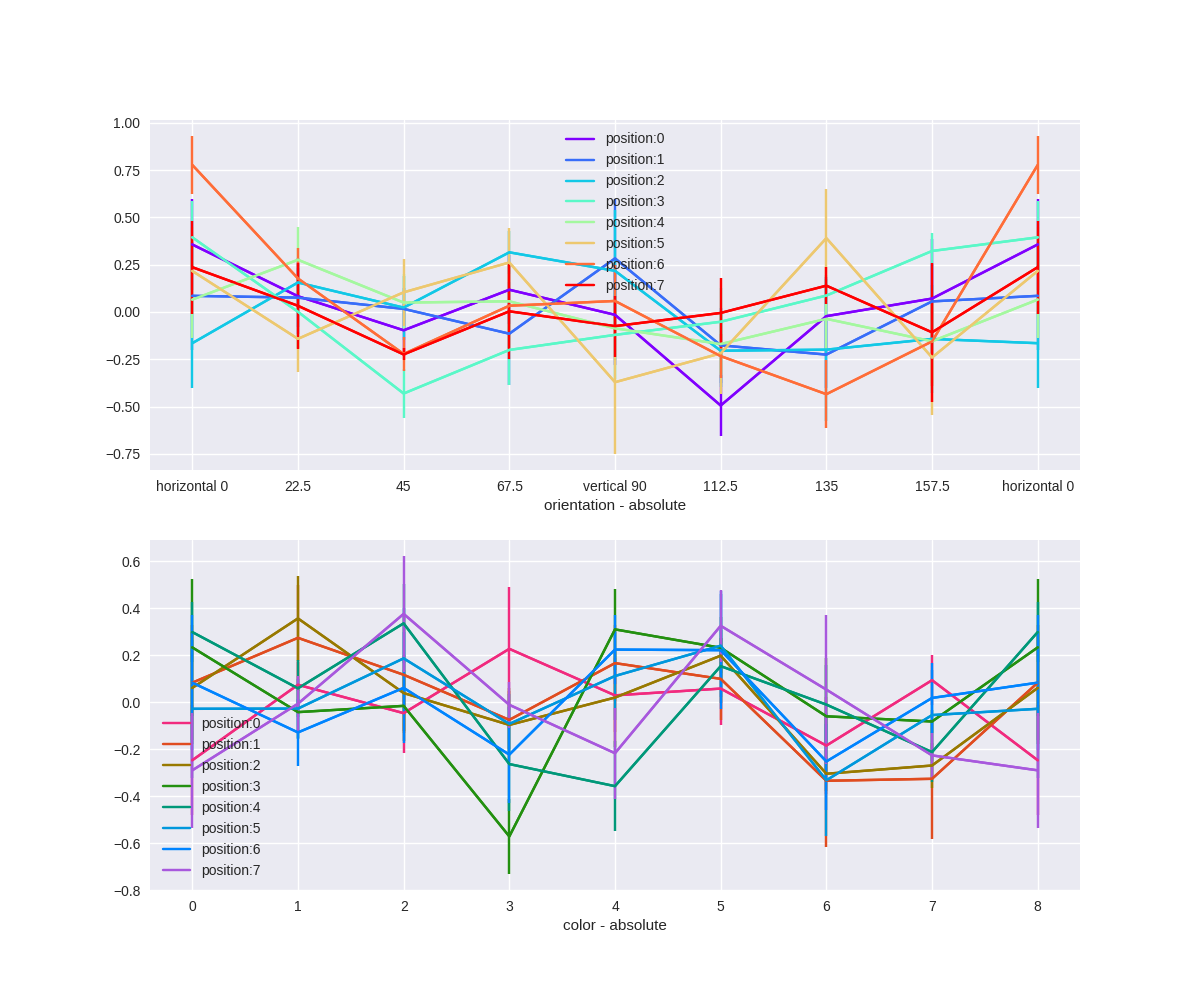 1.00
0.75
0.50
0.25
0.00
−0.25
−0.50
−0.75
position:0
position:1
position:2
position:3
position:4
position:5
position:6
position:7
horizontal 0 22.5 45 67.5 vertical 90 112.5 135 157.5 horizontal 0
orientation - absolute
0.6
0.4
0.2
0.0
−0.2
−0.4
−0.6
−0.8
position:0
position:1
position:2
position:3
position:4
position:5
position:6
position:7
0 1 2 3 4 5 6 7 8
color - absolute